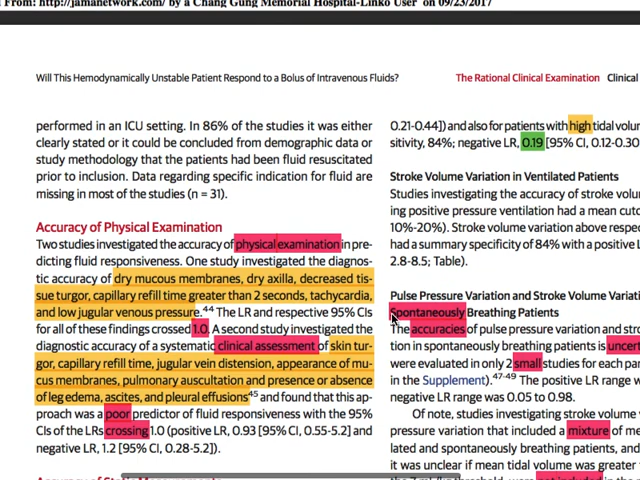 From: http://jamanetwork.com/ by a Chang Gung Memorial Hospital-Linko User on 09/23/2017
Will This Hemodynamically Unstable Patient Respond to a Bolus of Intravenous Fluids?
The Rational Clinical Examination Clinical
performed in an ICU setting. In 86% of the studies it was either
clearly stated or it could be concluded from demographic data or
study methodology that the patients had been fluid resuscitated
prior to inclusion. Data regarding specific indication for fluid are
missing in most of the studies (n = 31).
Accuracy of Physical Examination
Two studies investigated the accuracy of physical examination in pre-
dicting fluid responsiveness. One study investigated the diagnos-
tic accuracy of dry mucous membranes, dry axilla, decreased tis-
sue turgor, capillary refill time greater than 2 seconds, tachycardia,
and low jugular venous pressure.44 The LR and respective 95% CIs
for all of these findings crossed 1.0. A second study investigated the
diagnostic accuracy of a systematic clinical assessment of skin tur-
gor, capillary refill time, jugular vein distension, appearance of mu-
cus membranes, pulmonary auscultation and presence or absence
of leg edema, ascites, and pleural effusions45 and found that this ap-
proach was a poor predictor of fluid responsiveness with the 95%
CIs of the LRs crossing 1.0 (positive LR, 0.93 [95% CI, 0.55-5.2] and
negative LR, 1.2 [95% CI, 0.28-5.2]).
0.21-0.44]) and also for patients with high tidal volu
sitivity, 84%; negative LR, 0.19 [95% CI, 0.12-0.30
Stroke Volume Variation in Ventilated Patients
Studies investigating the accuracy of stroke volu
ing positive pressure ventilation had a mean cuto
10%-20%). Stroke volume variation above respec
had a summary specificity of 84% with a positive L
2.8-8.5; Table).
Pulse Pressure Variation and Stroke Volume Variati
Spontaneously Breathing Patients
The accuracies of pulse pressure variation and stro
tion in spontaneously breathing patients is uncert
were evaluated in only 2 small studies for each par
in the Supplement).47-49 The positive LR range w
negative LR range was 0.05 to 0.98.
Of note, studies investigating stroke volume v
pressure variation that included a mixture of me
lated and spontaneously breathing patients, and
it was unclear if mean tidal volume was greater